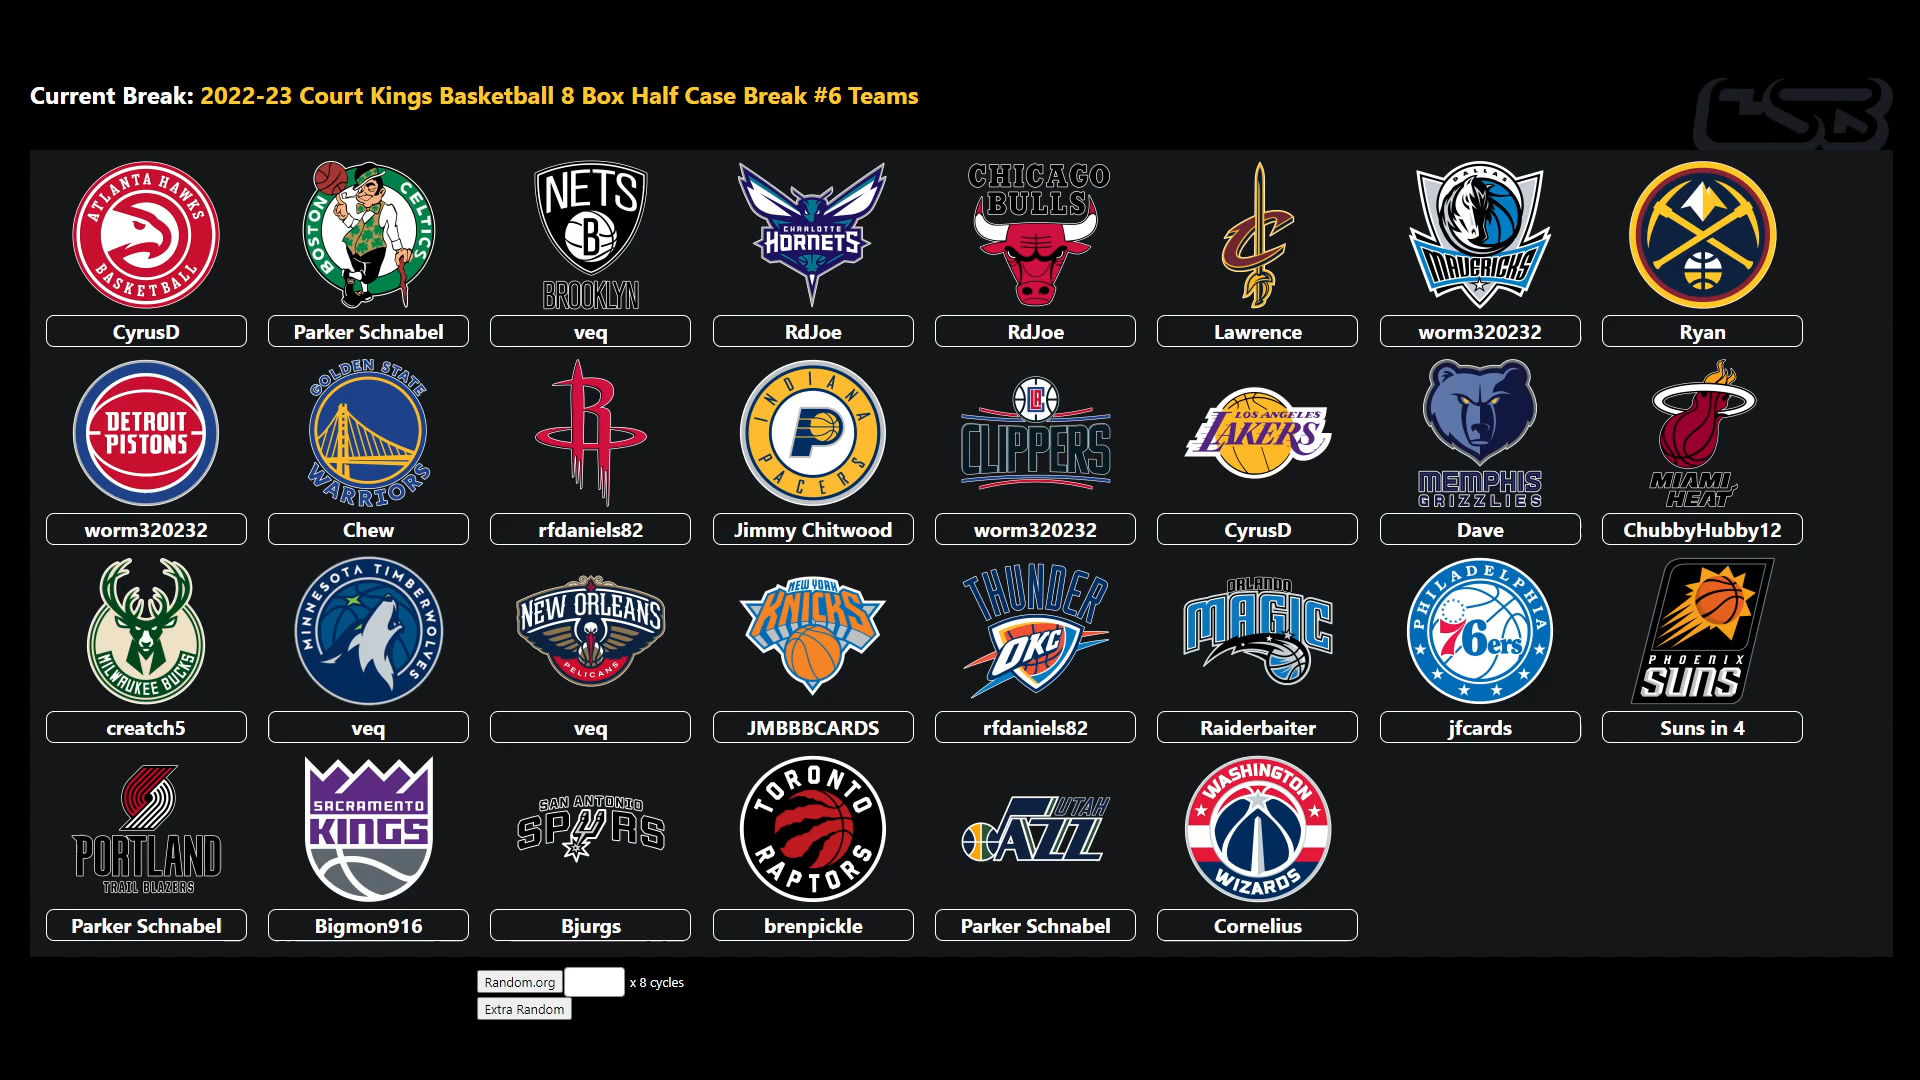 Current Break: 2022-23 Court Kings Basketball 8 Box Half Case Break #6 Teams
CSB
ATLANTA HAWKS
BASKETBALL
BOSTON CELTICS
NETS
B
BROOKLYN
CHARLOTTE
HORNETS
CHICAGO
BULLS
C
DALLAS
MAVERICKS
CyrusD
Parker Schnabel
veq
RdJoe
RdJoe
Lawrence
worm320232
Ryan
DETROIT
PISTONS
GOLDEN STATE
WARRIORS
R
INDIANA
PACERS
P
LA
CLIPPERS
LOS ANGELES
LAKERS
MEMPHIS
GRIZZLIES
MIAMI
HEAT
worm320232
Chew
rfdaniels82
Jimmy Chitwood
worm320232
CyrusD
Dave
ChubbyHubby12
MILWAUKEE BUCKS
MINNESOTA TIMBERWOLVES
NEW ORLEANS
PELICANS
NEW YORK
KNICKS
THUNDER
OKC
ORLANDO
MAGIC
PHILADELPHIA
76ers
PHOENIX
SUNS
creatch5
veq
veq
JMBBBCARDS
rfdaniels82
Raiderbaiter
jfcards
Suns in 4
PORTLAND
TRAIL BLAZERS
SACRAMENTO
KINGS
SAN ANTONIO
SPURS
TORONTO
RAPTORS
UTAH
JAZZ
WASHINGTON
WIZARDS
Parker Schnabel
Bigmon916
Bjurgs
brenpickle
Parker Schnabel
Cornelius
Random.org x 8 cycles
Extra Random